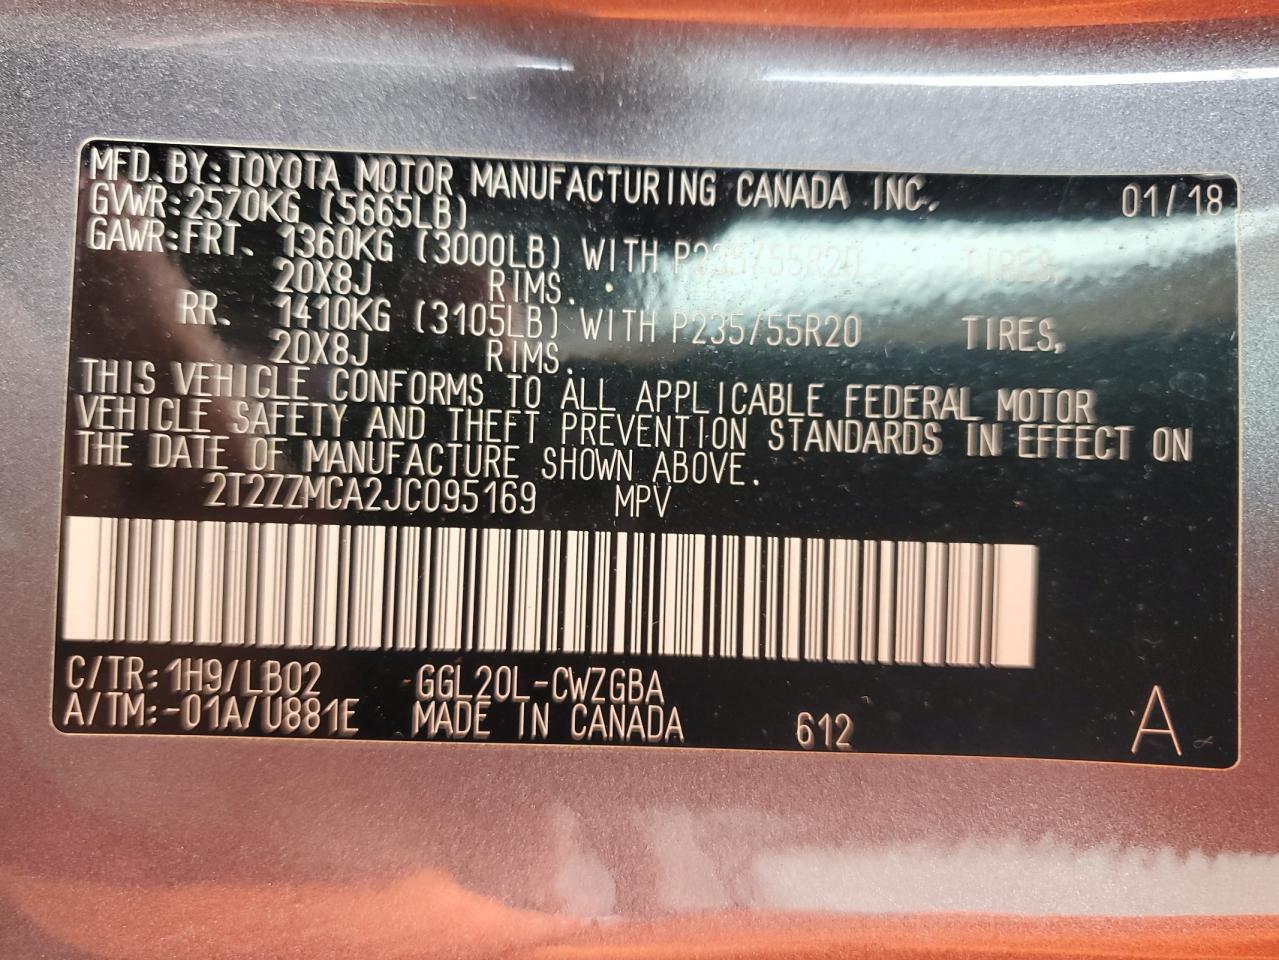 MFD.BY:TOYOTA MOTOR MANUFACTURING CANADA INC. 01/18
GVWR:2570KG (5665LB)
GAWR:FRT. 1360KG (3000LB) WITH P235/55R20 TIRES,
20X8J RIMS.
RR. 1410KG (3105LB) WITH P235/55R20 TIRES,
20X8J RIMS.
THIS VEHICLE CONFORMS TO ALL APPLICABLE FEDERAL MOTOR
VEHICLE SAFETY AND THEFT PREVENTION STANDARDS IN EFFECT ON
THE DATE OF MANUFACTURE SHOWN ABOVE.
2T2ZZMCA2JC095169 MPV
C/TR:1H9/LB02 GGL20L-CWZGBA
A/TM:-01A/U881E MADE IN CANADA 612 A